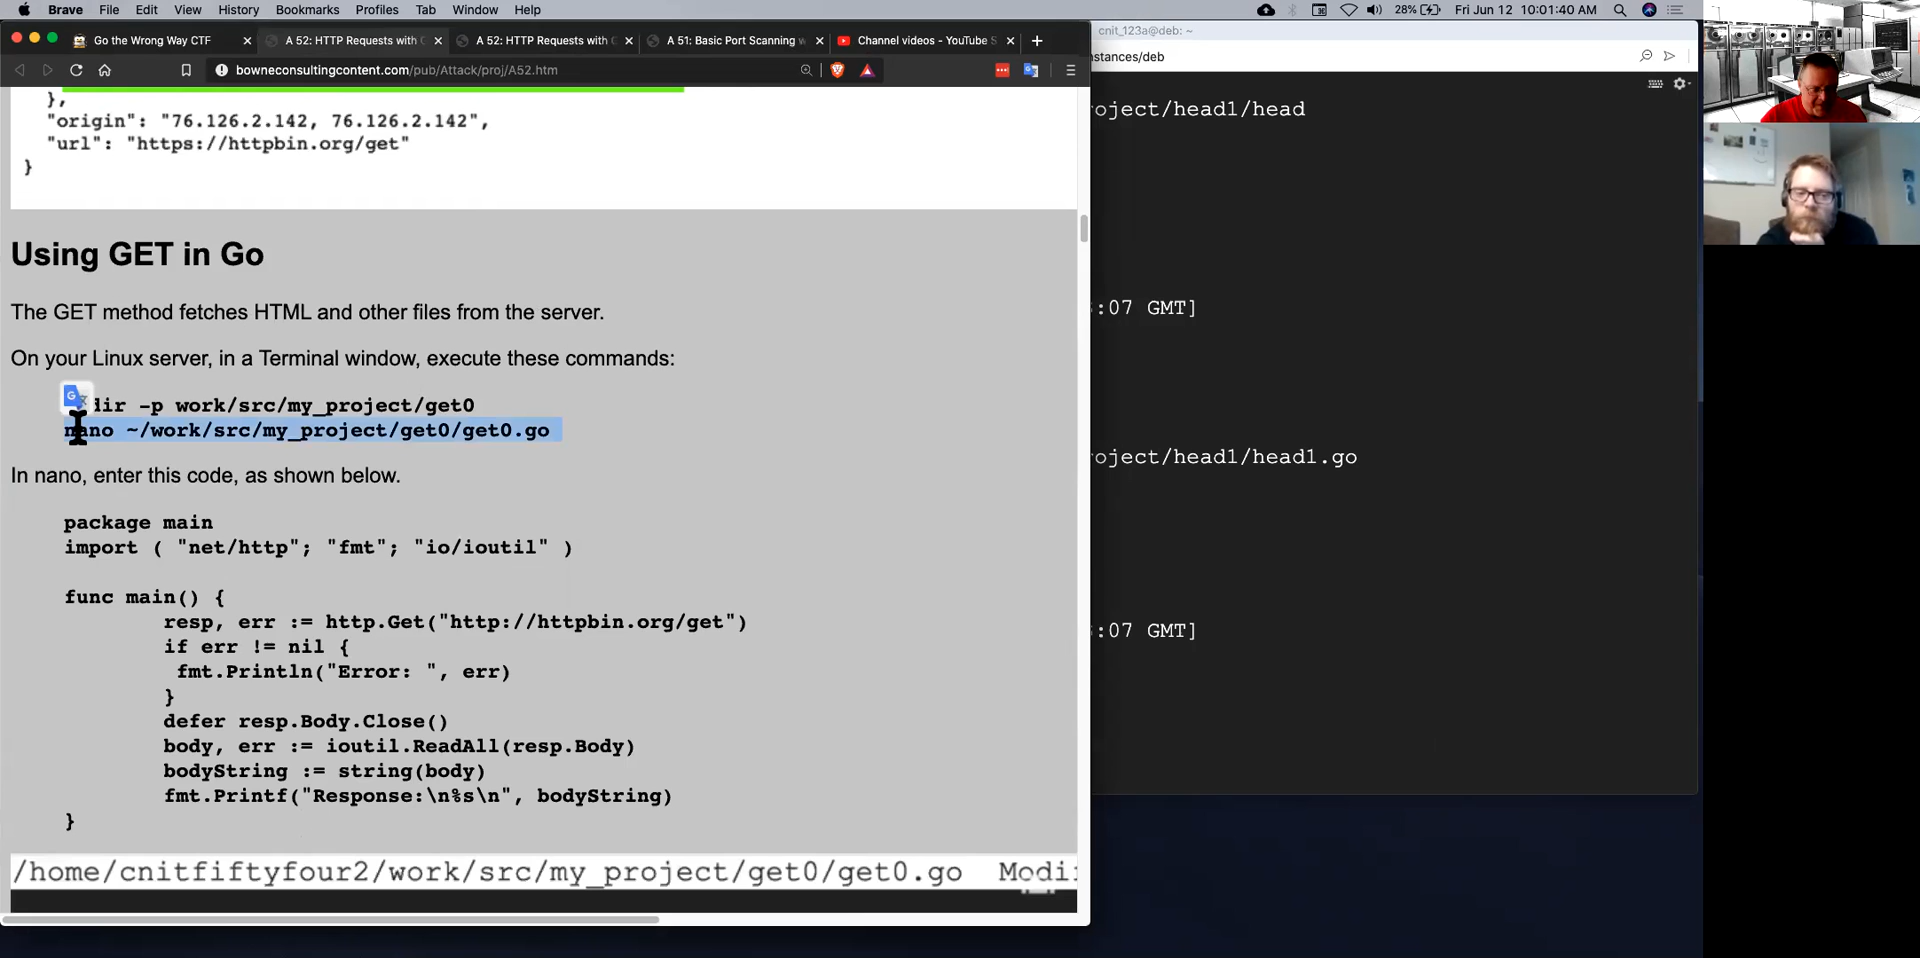 Brave File Edit View History Bookmarks Profiles Tab Window Help 28% Fri Jun 12 10:01:40 AM
Go the Wrong Way CTF × A 52: HTTP Requests with × A 52: HTTP Requests with × A 51: Basic Port Scanning × Channel videos - YouTube S × +
cnit_123a@deb: ~
bowneconsultingcontent.com/pub/Attack/proj/A52.htm
nstances/deb
},
"origin": "76.126.2.142, 76.126.2.142",
"url": "https://httpbin.org/get"
}
Using GET in Go
The GET method fetches HTML and other files from the server.
On your Linux server, in a Terminal window, execute these commands:
dir -p work/src/my_project/get0
nano ~/work/src/my_project/get0/get0.go
In nano, enter this code, as shown below.
package main
import ( "net/http"; "fmt"; "io/ioutil" )
func main() {
resp, err := http.Get("http://httpbin.org/get")
if err != nil {
fmt.Println("Error: ", err)
}
defer resp.Body.Close()
body, err := ioutil.ReadAll(resp.Body)
bodyString := string(body)
fmt.Printf("Response:\n%s\n", bodyString)
}
/home/cnitfiftyfour2/work/src/my_project/get0/get0.go Modi
oject/head1/head
:07 GMT]
oject/head1/head1.go
:07 GMT]